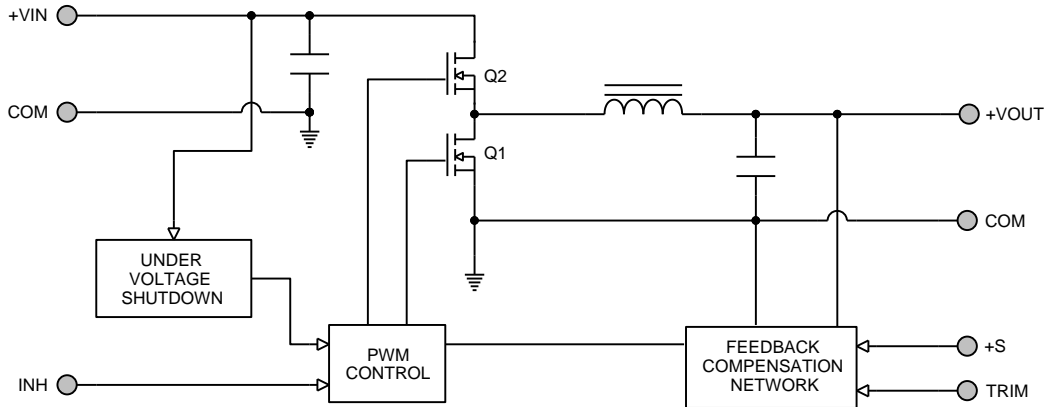 +VIN
Q2
COM
+VOUT
Q1
COM
UNDER
VOLTAGE
SHUTDOWN
PWM
CONTROL
FEEDBACK
COMPENSATION
NETWORK
+S
INH
TRIM